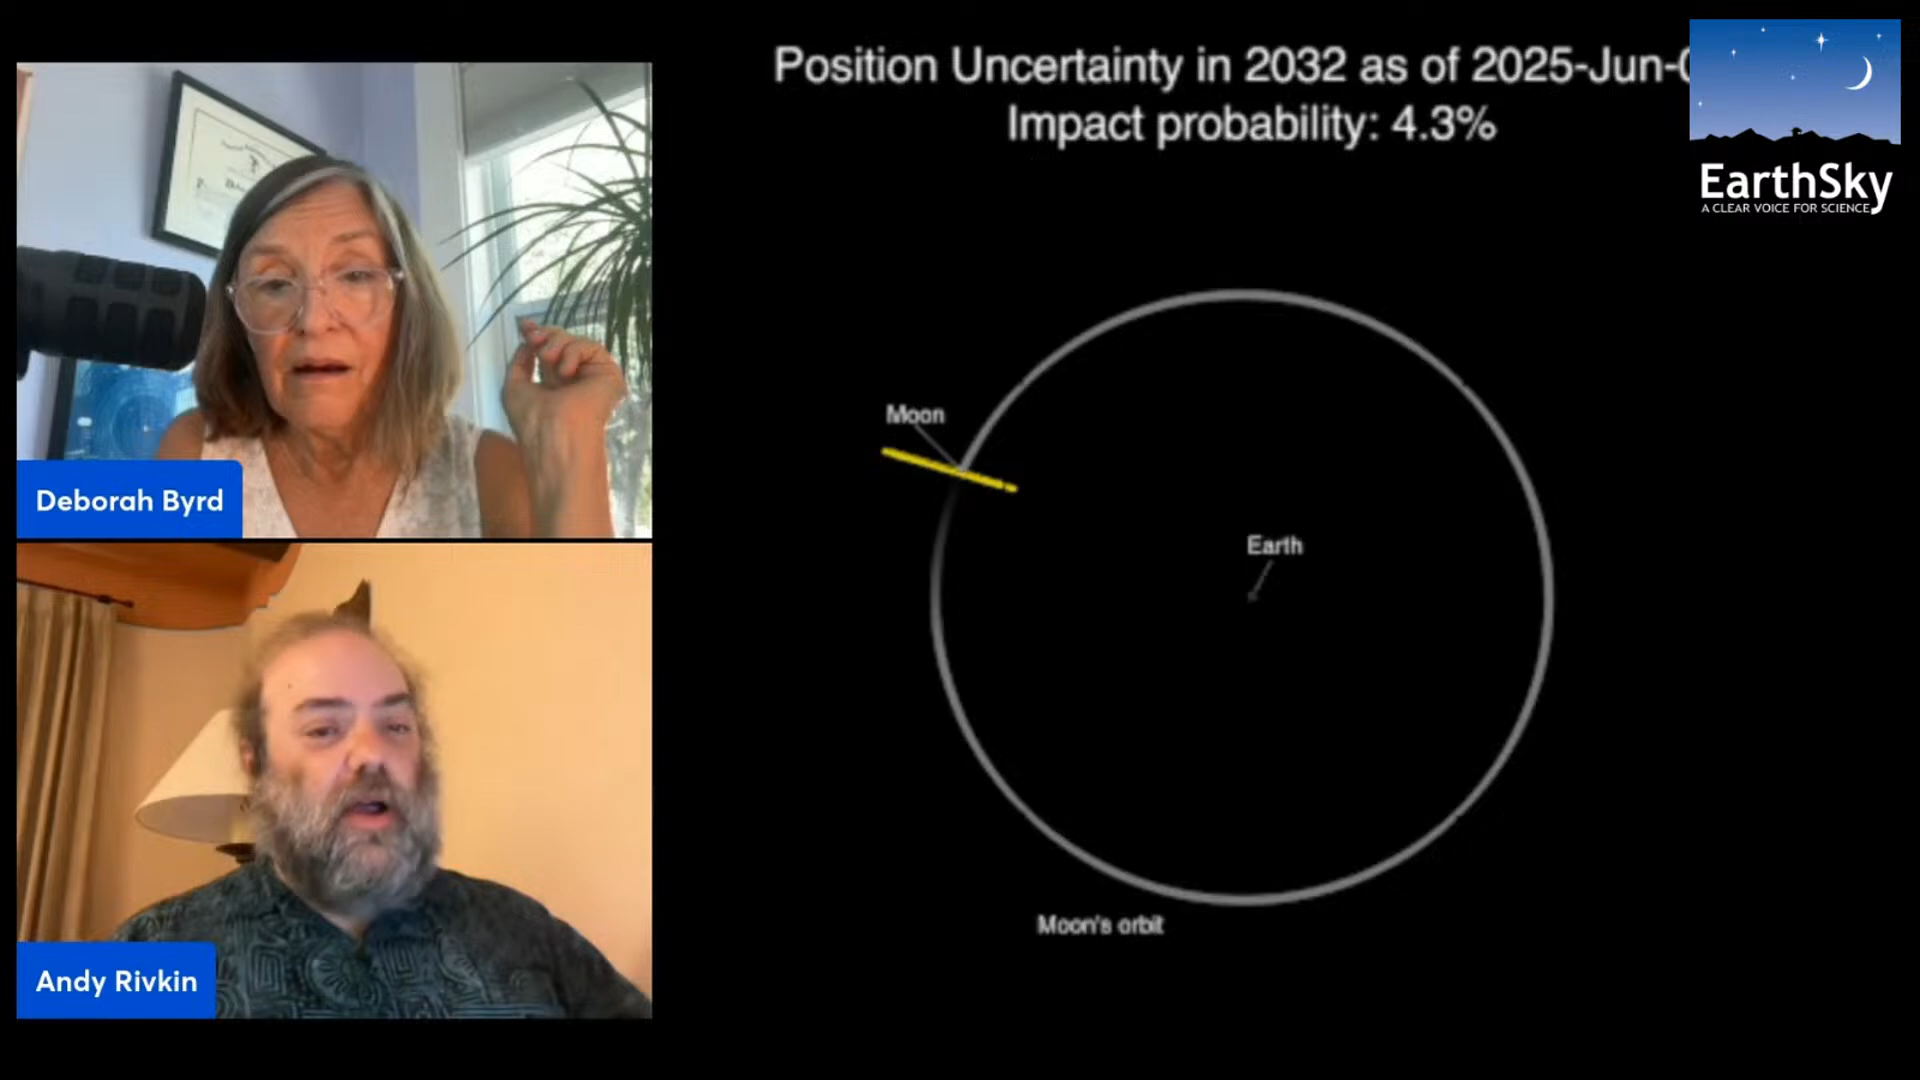 Position Uncertainty in 2032 as of 2025-Jun-
Impact probability: 4.3%
EarthSky
A CLEAR VOICE FOR SCIENCE
Moon
Earth
Moon's orbit
Deborah Byrd
Andy Rivkin